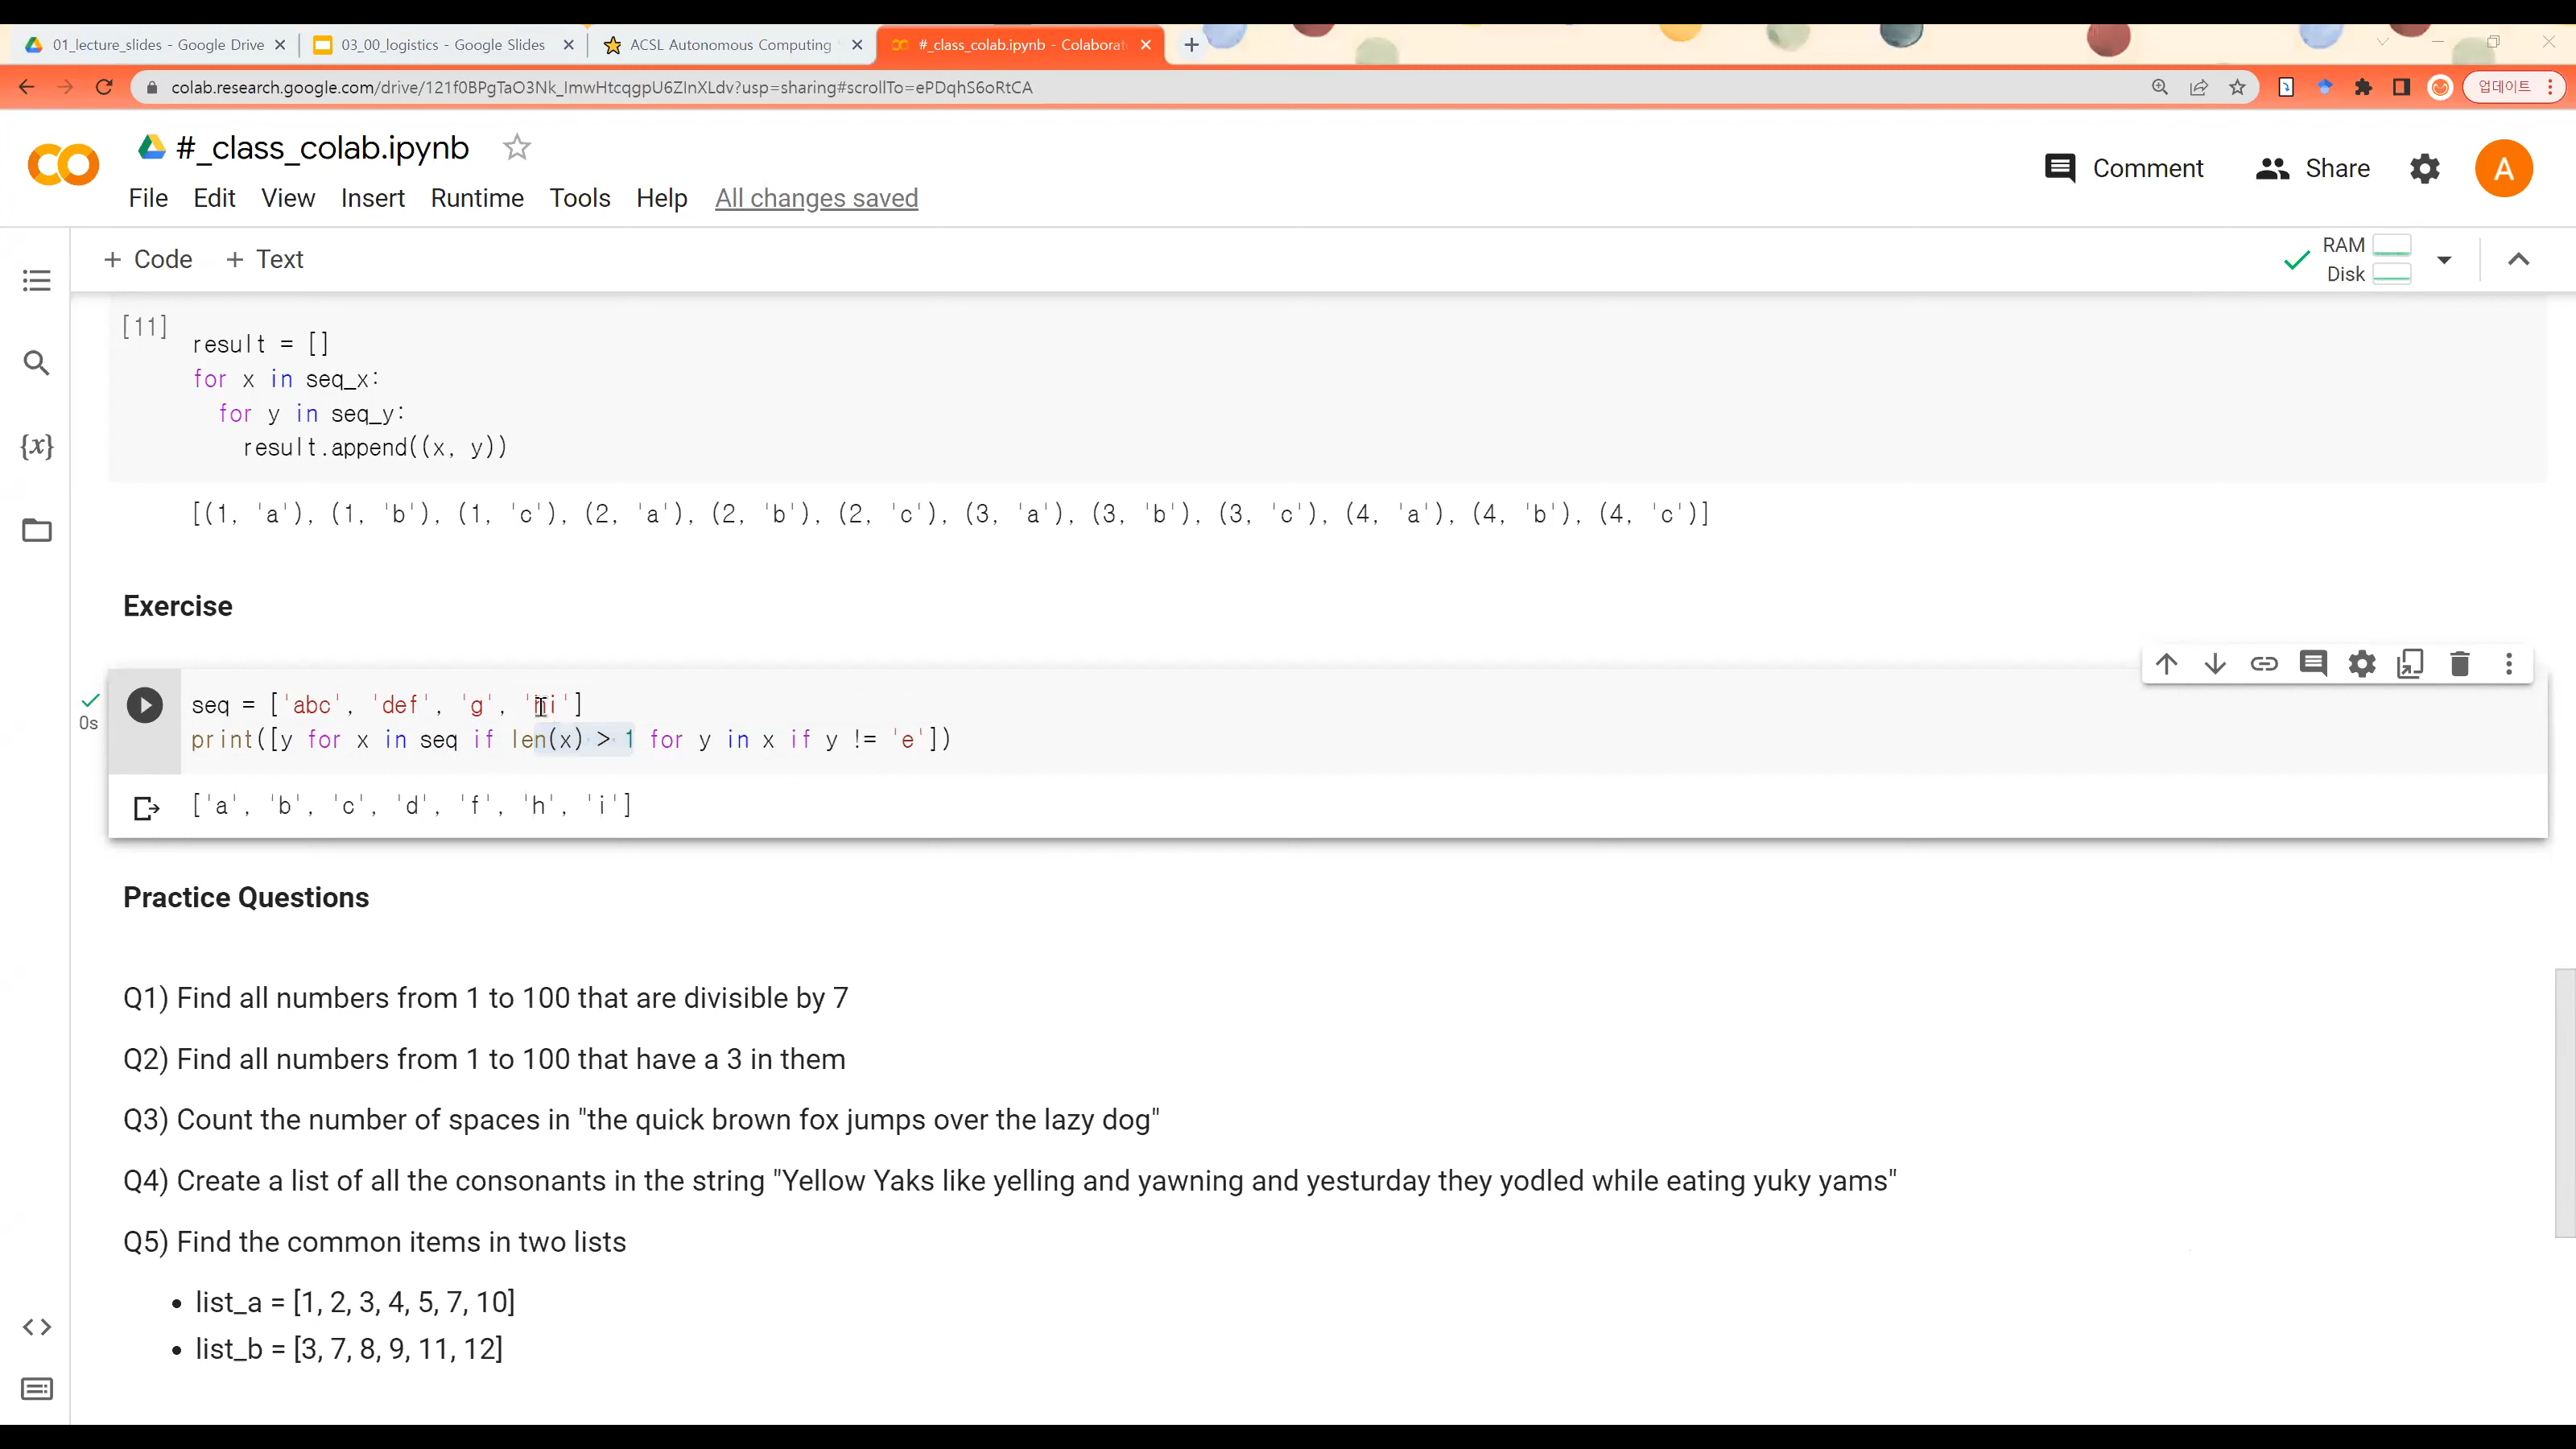 01_lecture_slides - Google Drive
03_00_logistics - Google Slides
ACSL Autonomous Computing
#_class_colab.ipynb - Colaborat
colab.research.google.com/drive/121f0BPgTaO3Nk_ImwHtcqgpU6ZInXLdv?usp=sharing#scrollTo=ePDqhS6oRtCA
업데이트
#_class_colab.ipynb
File Edit View Insert Runtime Tools Help All changes saved
Comment
Share
A
+ Code + Text
RAM
Disk
[11]
result = []
for x in seq_x:
for y in seq_y:
result.append((x, y))
[(1, 'a'), (1, 'b'), (1, 'c'), (2, 'a'), (2, 'b'), (2, 'c'), (3, 'a'), (3, 'b'), (3, 'c'), (4, 'a'), (4, 'b'), (4, 'c')]
Exercise
0s
seq = ['abc', 'def', 'g', 'hi']
print([y for x in seq if len(x) > 1 for y in x if y != 'e'])
['a', 'b', 'c', 'd', 'f', 'h', 'i']
Practice Questions
Q1) Find all numbers from 1 to 100 that are divisible by 7
Q2) Find all numbers from 1 to 100 that have a 3 in them
Q3) Count the number of spaces in "the quick brown fox jumps over the lazy dog"
Q4) Create a list of all the consonants in the string "Yellow Yaks like yelling and yawning and yesturday they yodled while eating yuky yams"
Q5) Find the common items in two lists
• list_a = [1, 2, 3, 4, 5, 7, 10]
• list_b = [3, 7, 8, 9, 11, 12]